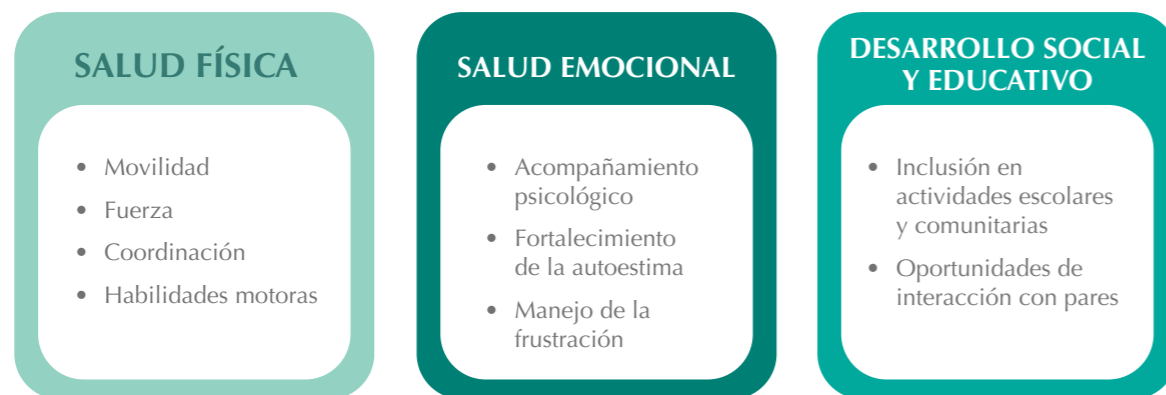 SALUD FÍSICA
• Movilidad
• Fuerza
• Coordinación
• Habilidades motoras
SALUD EMOCIONAL
• Acompañamiento
psicológico
• Fortalecimiento
de la autoestima
• Manejo de la
frustración
DESARROLLO SOCIAL
Y EDUCATIVO
• Inclusión en
actividades escolares
y comunitarias
• Oportunidades de
interacción con pares